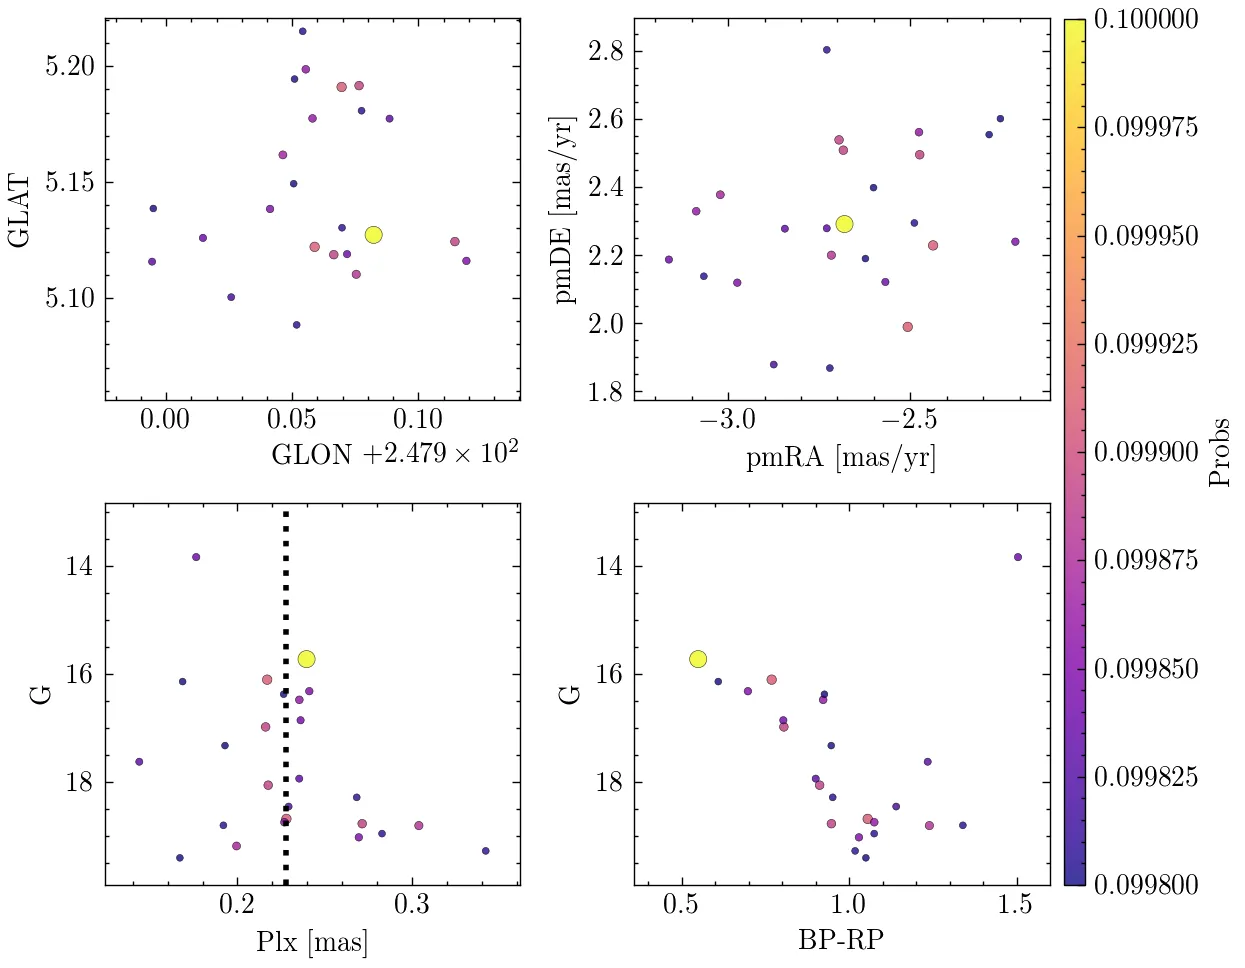 5.20
5.15
5.10
GLAT
0.00 0.05 0.10
GLON +2.479 × 10²
2.8
2.6
2.4
2.2
2.0
1.8
pmDE [mas/yr]
−3.0 −2.5
pmRA [mas/yr]
14
16
18
G
0.2 0.3
Plx [mas]
14
16
18
G
0.5 1.0 1.5
BP-RP
0.100000
0.099975
0.099950
0.099925
0.099900
0.099875
0.099850
0.099825
0.099800
Probs